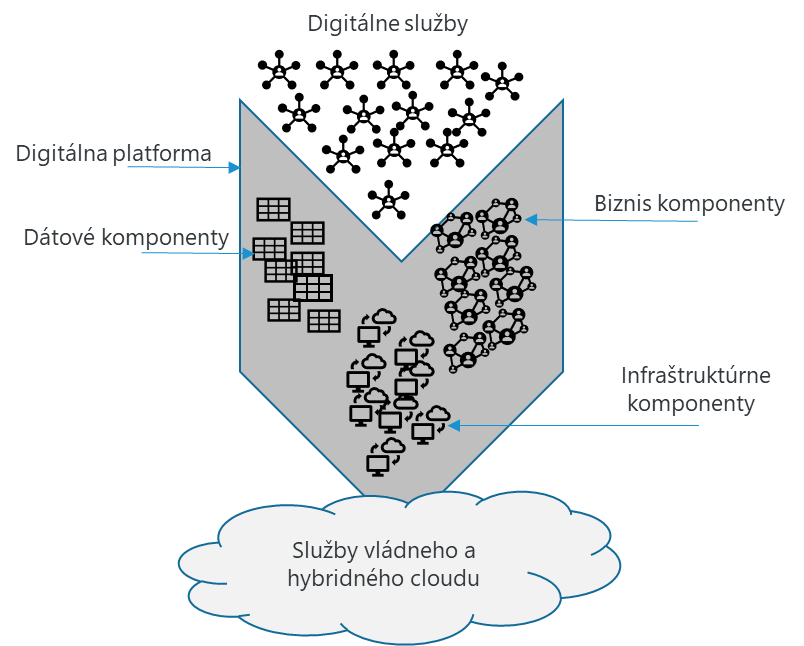 Digitálne služby
Digitálna platforma
Biznis komponenty
Dátové komponenty
Infraštruktúrne
komponenty
Služby vládneho a
hybridného cloudu